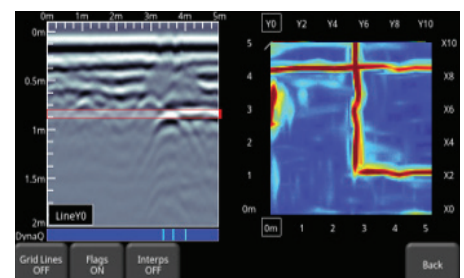 1m 2m 3m 4m 5m
0m
0.5m
1m
1.5m
2m
LineY0
DynaQ
Y0 Y2 Y4 Y6 Y8 Y10
5 X10
4 X8
3 X6
2 X4
1 X2
0m X0
0m 1 2 3 4 5
Grid Lines OFF
Flags ON
Interps OFF
Back